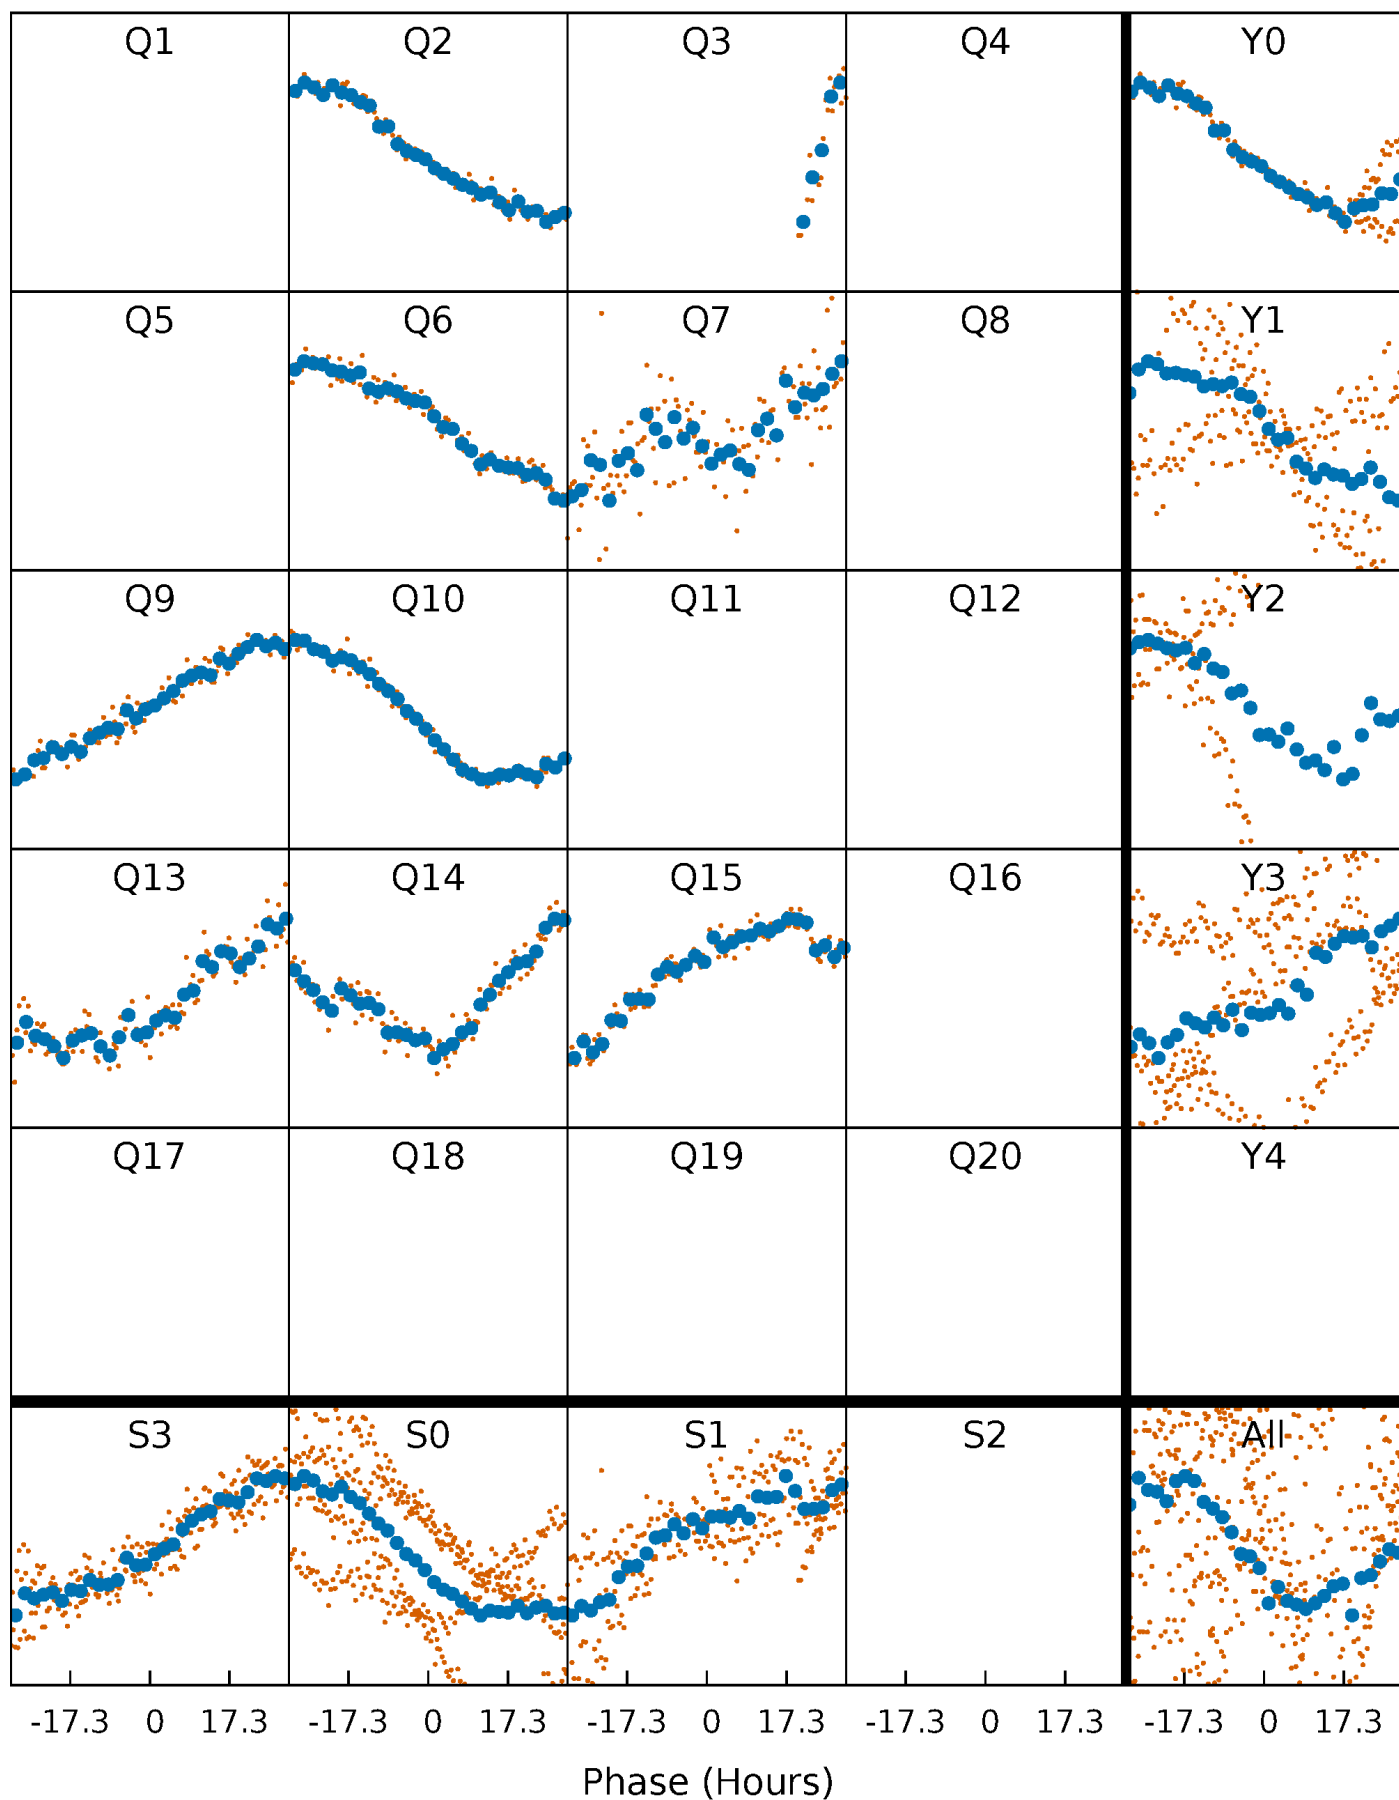 Q1 Q2 Q3 Q4 Y0
Q5 Q6 Q7 Q8 Y1
Q9 Q10 Q11 Q12 Y2
Q13 Q14 Q15 Q16 Y3
Q17 Q18 Q19 Q20 Y4
S3 S0 S1 S2 All
-17.3 0 17.3 -17.3 0 17.3 -17.3 0 17.3 -17.3 0 17.3 -17.3 0 17.3
Phase (Hours)